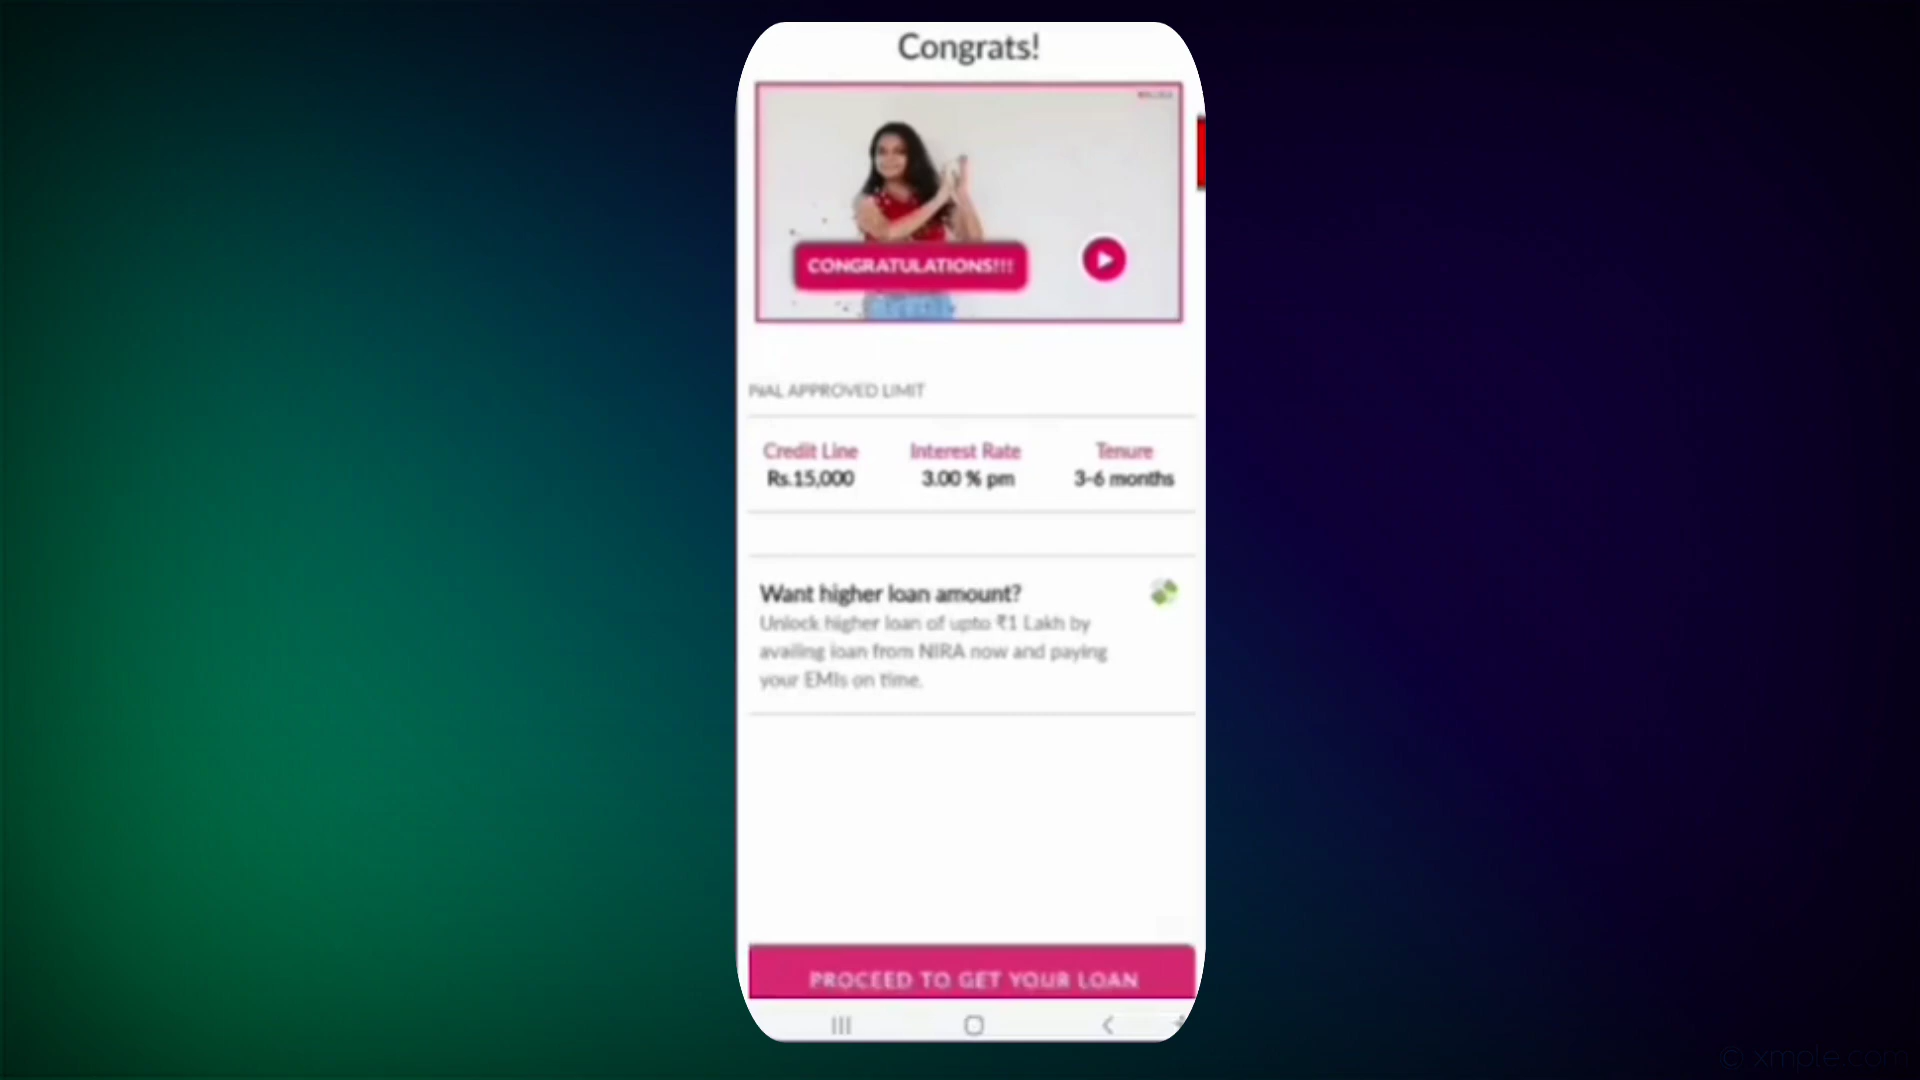 Congrats!
CONGRATULATIONS!!!
APPROVED LIMIT
Credit Line
Interest Rate
Tenure
Rs.15,000
3.00 % pm
3-6 months
Want higher loan amount?
Unlock higher loan of upto ₹1 Lakh by
availing loan from NIRA now and paying
your EMIs on time.
PROCEED TO GET YOUR LOAN
© xmple.com